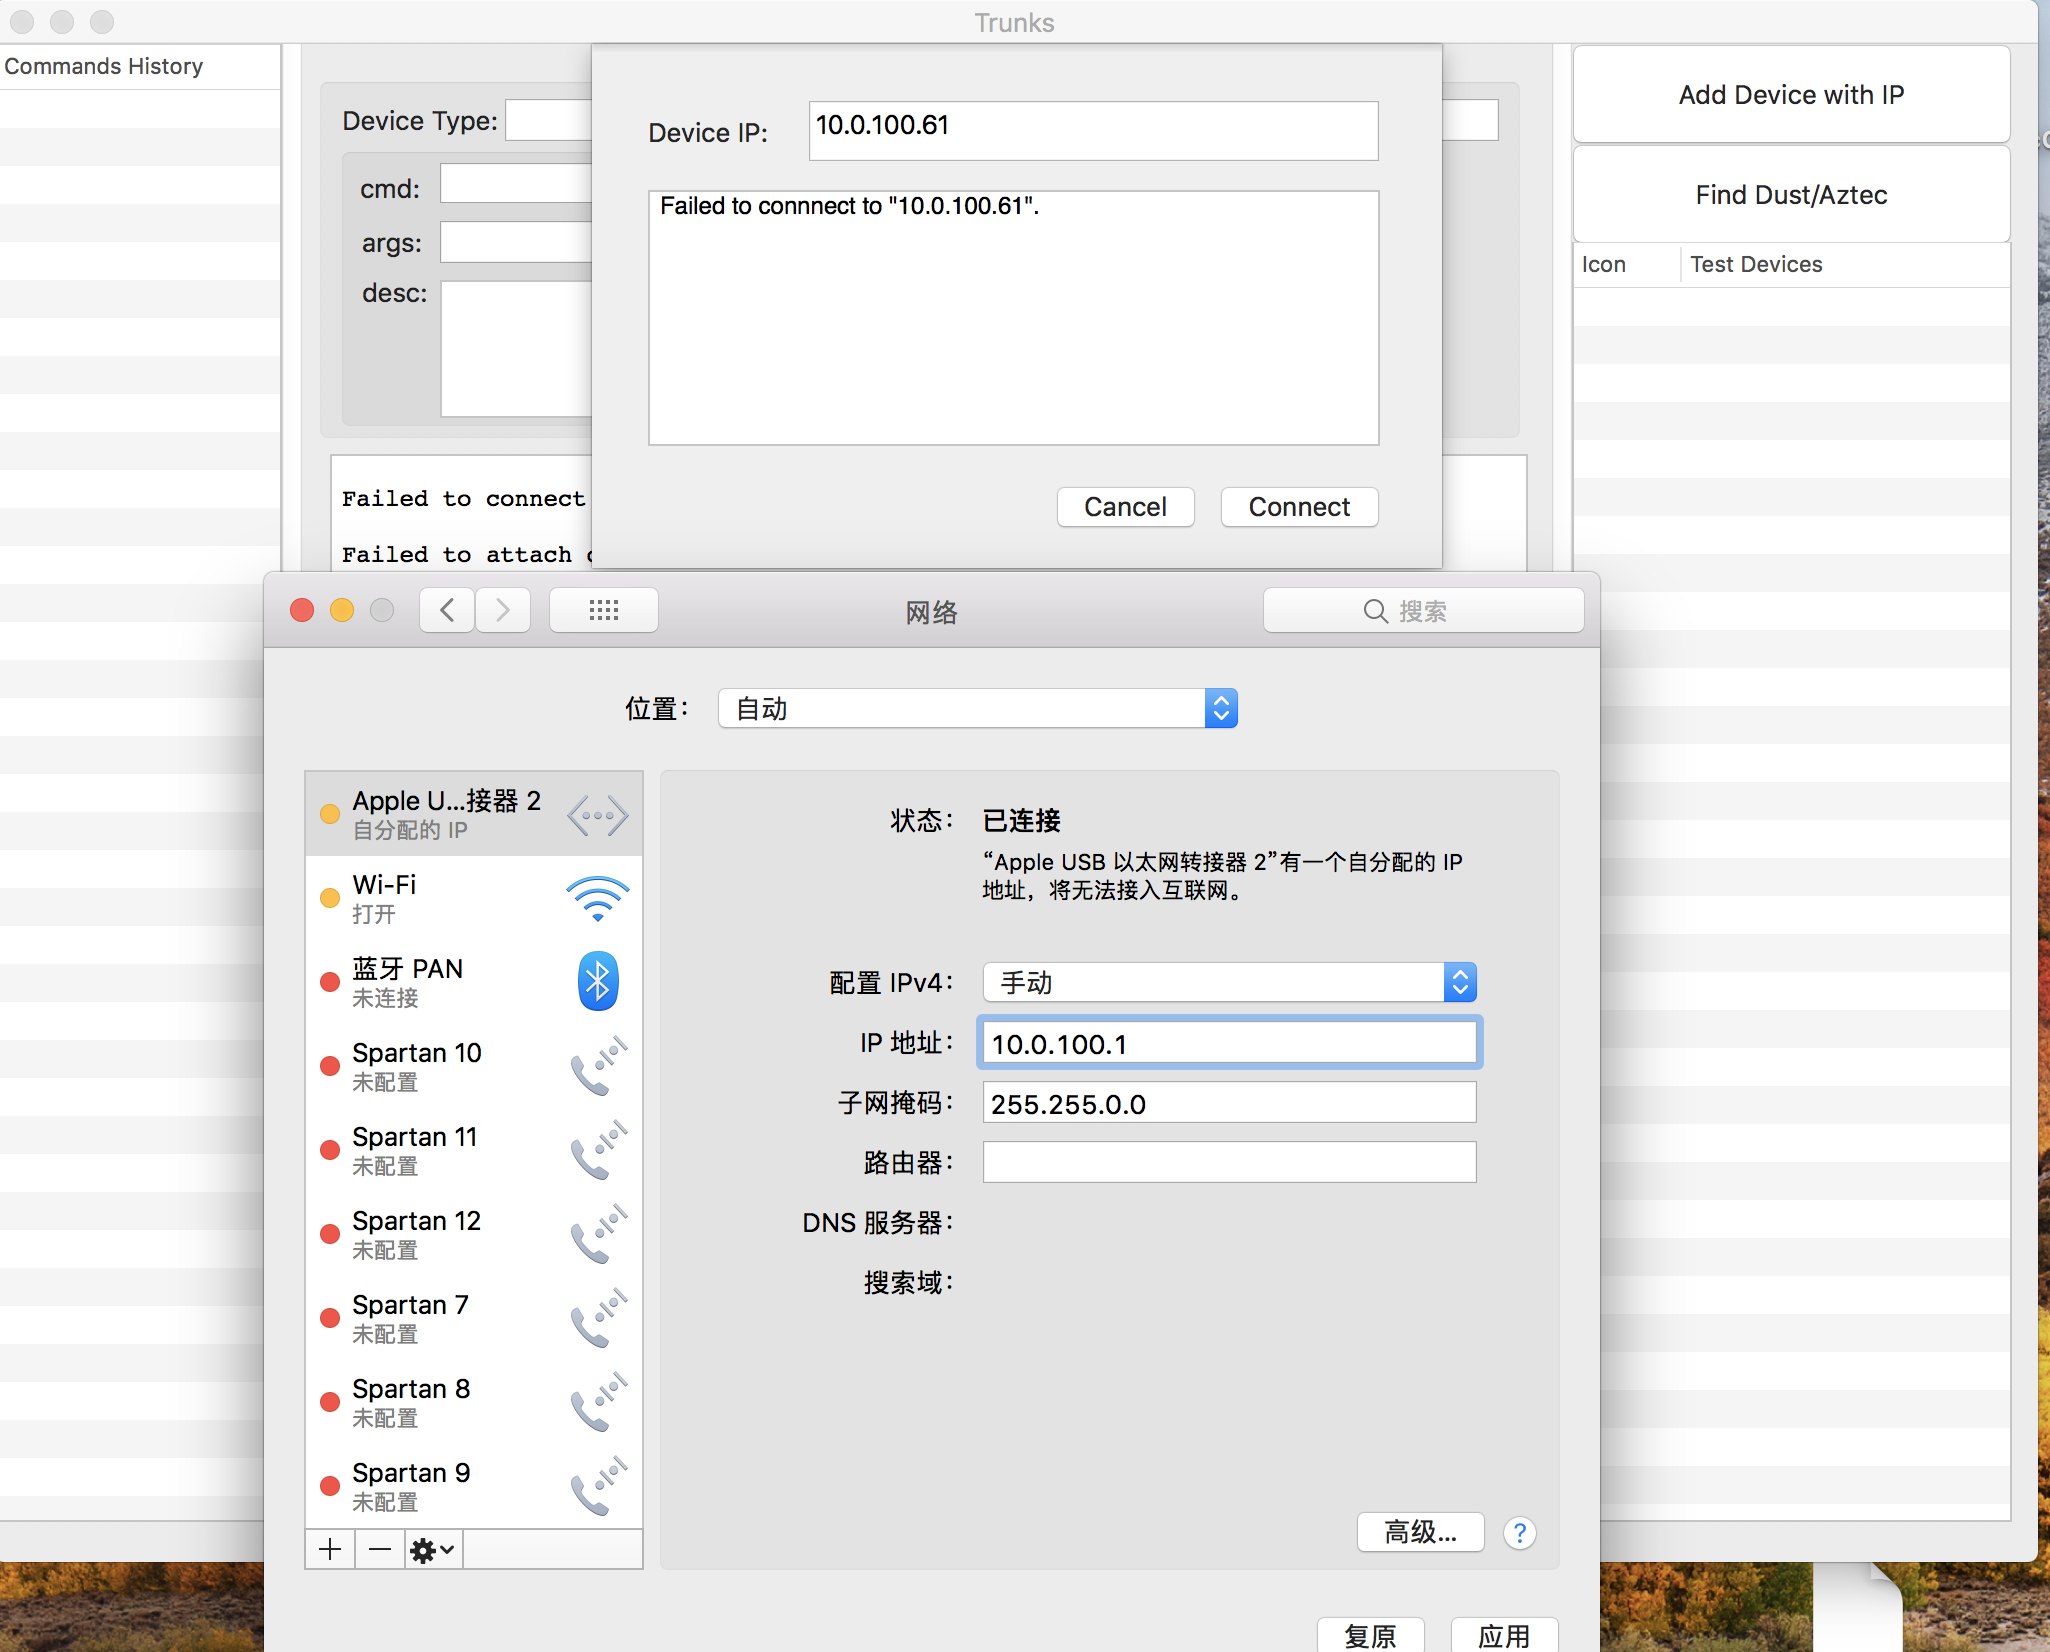 Trunks
Commands History
Device Type:
cmd:
args:
desc:
Failed to connect
Failed to attach
Device IP:
10.0.100.61
Failed to connnect to "10.0.100.61".
Cancel
Connect
Add Device with IP
Find Dust/Aztec
Icon
Test Devices
网络
搜索
位置：
自动
Apple U...接器 2
自分配的 IP
Wi-Fi
打开
蓝牙 PAN
未连接
Spartan 10
未配置
Spartan 11
未配置
Spartan 12
未配置
Spartan 7
未配置
Spartan 8
未配置
Spartan 9
未配置
状态：
已连接
“Apple USB 以太网转接器 2”有一个自分配的 IP
地址，将无法接入互联网。
配置 IPv4：
手动
IP 地址：
10.0.100.1
子网掩码：
255.255.0.0
路由器：
DNS 服务器：
搜索域：
高级...
?
复原
应用